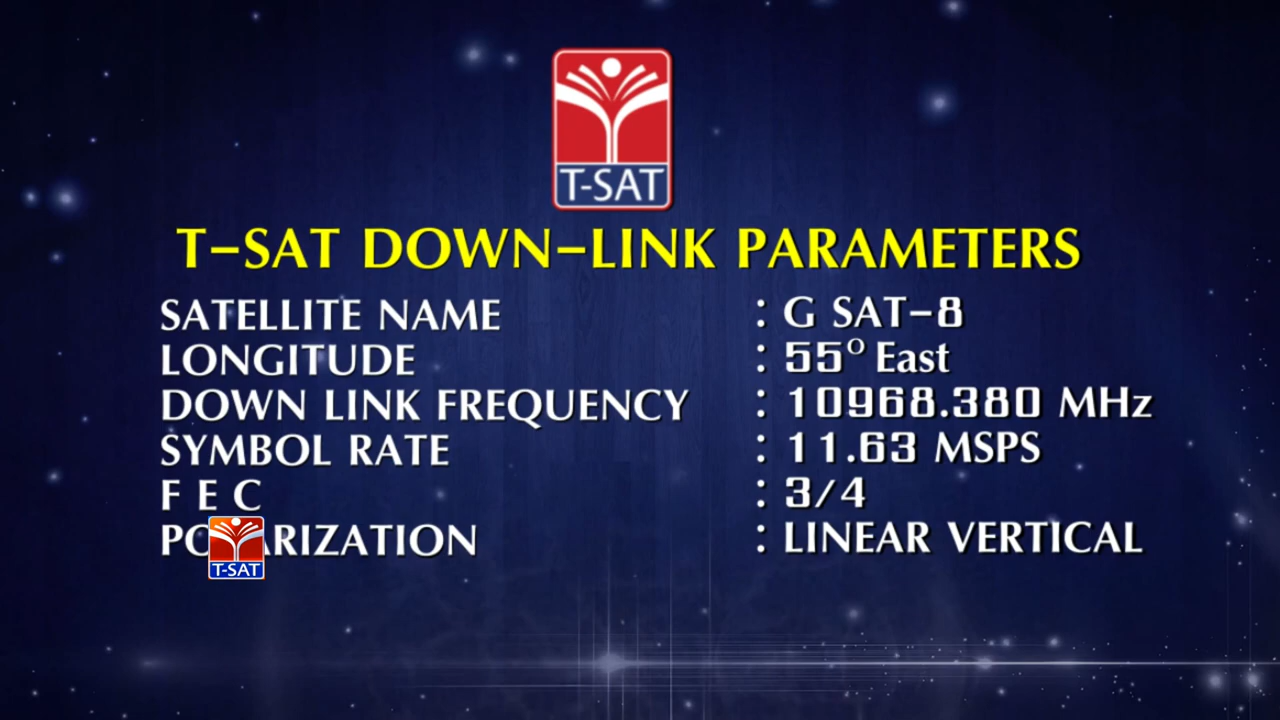 T-SAT
T-SAT DOWN-LINK PARAMETERS
SATELLITE NAME : G SAT-8
LONGITUDE : 55° East
DOWN LINK FREQUENCY : 10968.380 MHz
SYMBOL RATE : 11.63 MSPS
F E C : 3/4
: LINEAR VERTICAL
T-SAT